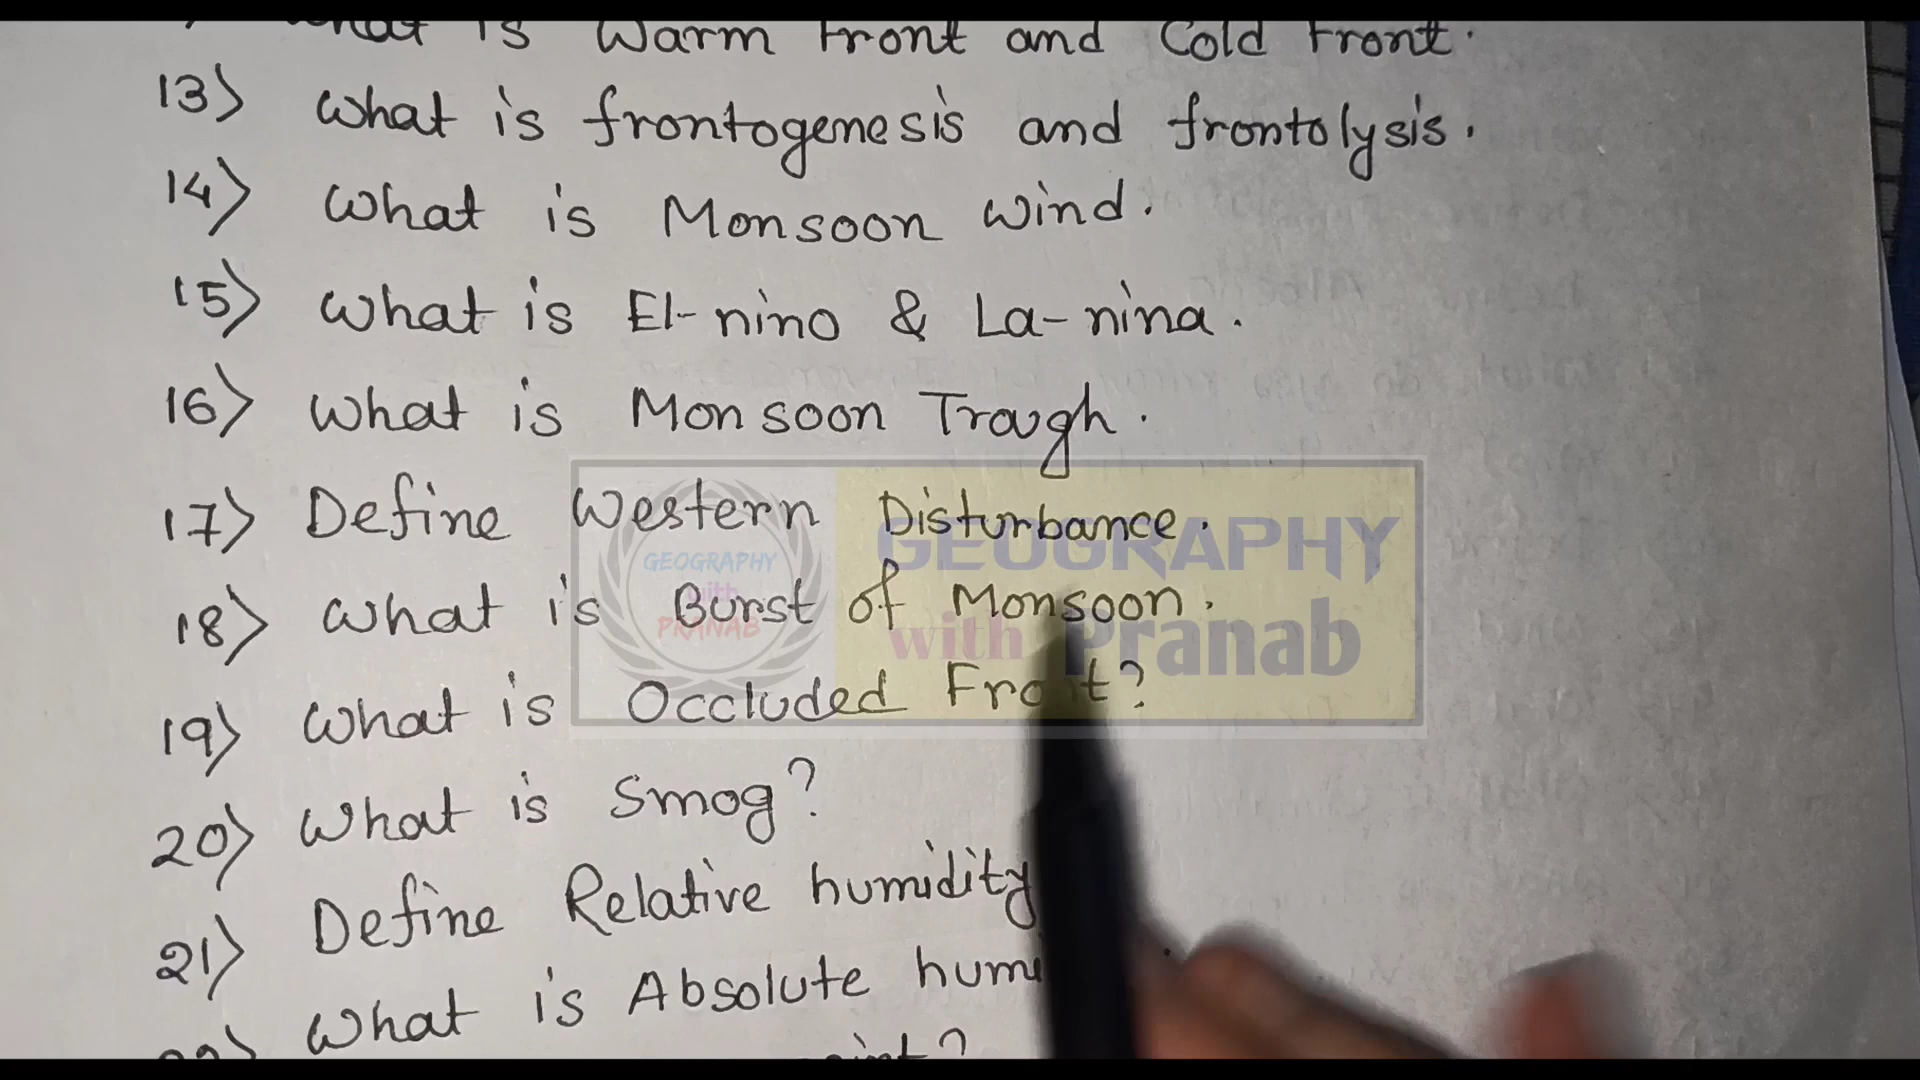 What is Warm Front and Cold Front.
13) What is frontogenesis and frontolysis.
14) What is Monsoon Wind.
15) What is El-nino & La-nina.
16) What is Monsoon Trough.
17) Define Western Disturbance.
18) What is Burst of Monsoon.
19) What is Occluded Front?
20) What is Smog?
21) Define Relative humidity
What is Absolute humi
GEOGRAPHY with PRANAB
GEOGRAPHY with Pranab